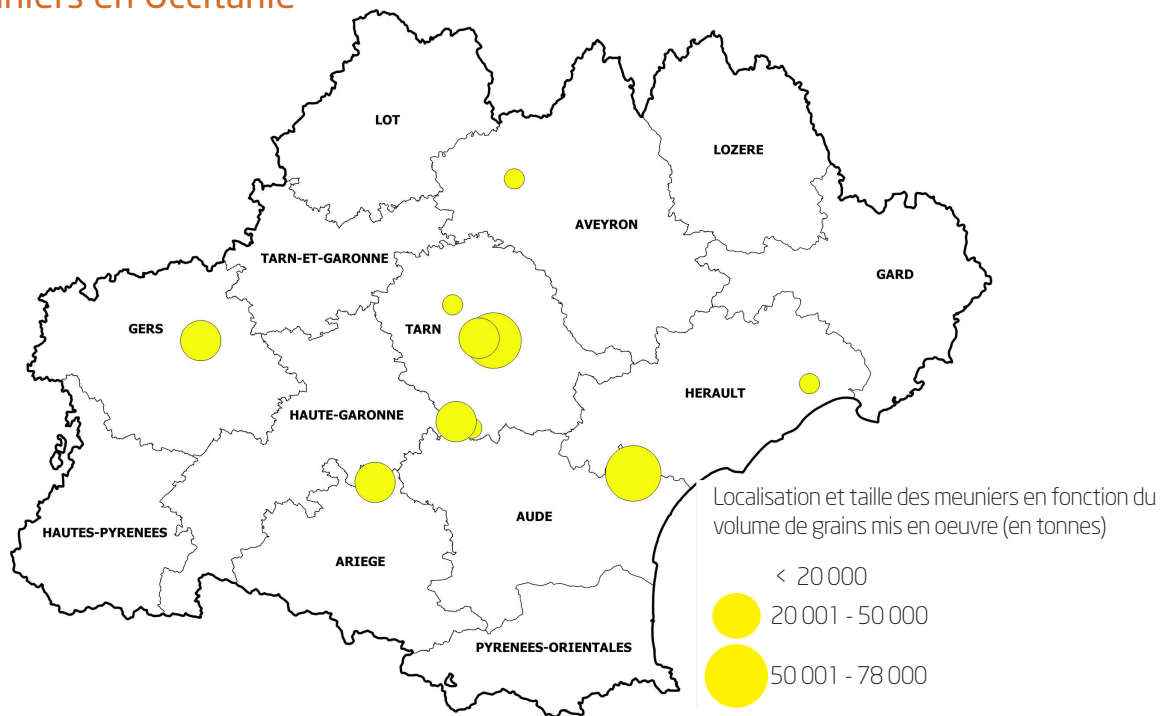 en Occitanie
LOT
LOZERE
AVEYRON
TARN-ET-GARONNE
GARD
GERS
TARN
HERAULT
HAUTE-GARONNE
Localisation et taille des meuniers en fonction du
volume de grains mis en oeuvre (en tonnes)
AUDE
HAUTES-PYRENEES
ARIEGE
< 20 000
20 001 - 50 000
PYRENEES-ORIENTALES
50 001 - 78 000